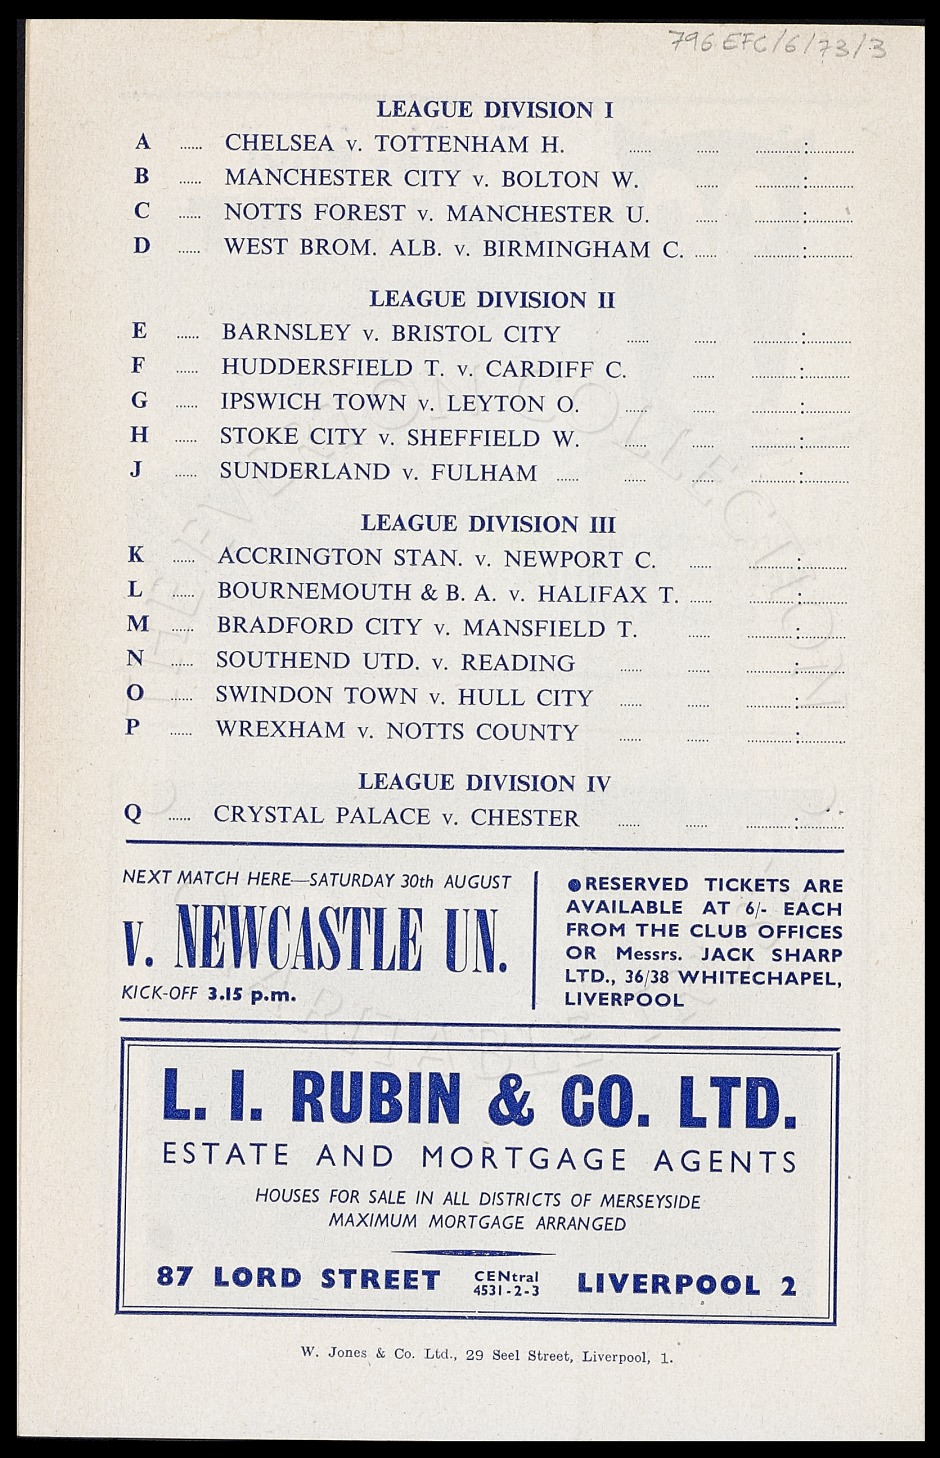 796 EFC/6/73/3
LEAGUE DIVISION I
A ...... CHELSEA v. TOTTENHAM H. ...... ...... ............:............
B ...... MANCHESTER CITY v. BOLTON W. ...... ............:............
C ...... NOTTS FOREST v. MANCHESTER U. ...... ............:............
D ...... WEST BROM. ALB. v. BIRMINGHAM C. ...... ............:............
LEAGUE DIVISION II
E ...... BARNSLEY v. BRISTOL CITY ...... ...... ............:............
F ...... HUDDERSFIELD T. v. CARDIFF C. ...... ............:............
G ...... IPSWICH TOWN v. LEYTON O. ...... ...... ............:............
H ...... STOKE CITY v. SHEFFIELD W. ...... ...... ............:............
J ...... SUNDERLAND v. FULHAM ...... ...... ...... ............:............
LEAGUE DIVISION III
K ...... ACCRINGTON STAN. v. NEWPORT C. ...... ............:............
L ...... BOURNEMOUTH & B. A. v. HALIFAX T. ...... ............:............
M ...... BRADFORD CITY v. MANSFIELD T. ...... ............:............
N ...... SOUTHEND UTD. v. READING ...... ...... ............:............
O ...... SWINDON TOWN v. HULL CITY ...... ...... ............:............
P ...... WREXHAM v. NOTTS COUNTY ...... ...... ............:............
LEAGUE DIVISION IV
Q ...... CRYSTAL PALACE v. CHESTER ...... ...... ............:............
NEXT MATCH HERE—SATURDAY 30th AUGUST
V. NEWCASTLE UN.
KICK-OFF 3.15 p.m.
●RESERVED TICKETS ARE
AVAILABLE AT 6/- EACH
FROM THE CLUB OFFICES
OR Messrs. JACK SHARP
LTD., 36/38 WHITECHAPEL,
LIVERPOOL
L. I. RUBIN & CO. LTD.
ESTATE AND MORTGAGE AGENTS
HOUSES FOR SALE IN ALL DISTRICTS OF MERSEYSIDE
MAXIMUM MORTGAGE ARRANGED
87 LORD STREET CENtral 4531-2-3 LIVERPOOL 2
W. Jones & Co. Ltd., 29 Seel Street, Liverpool, 1.
THE EVERTON COLLECTION
CHARITABLE TRUST